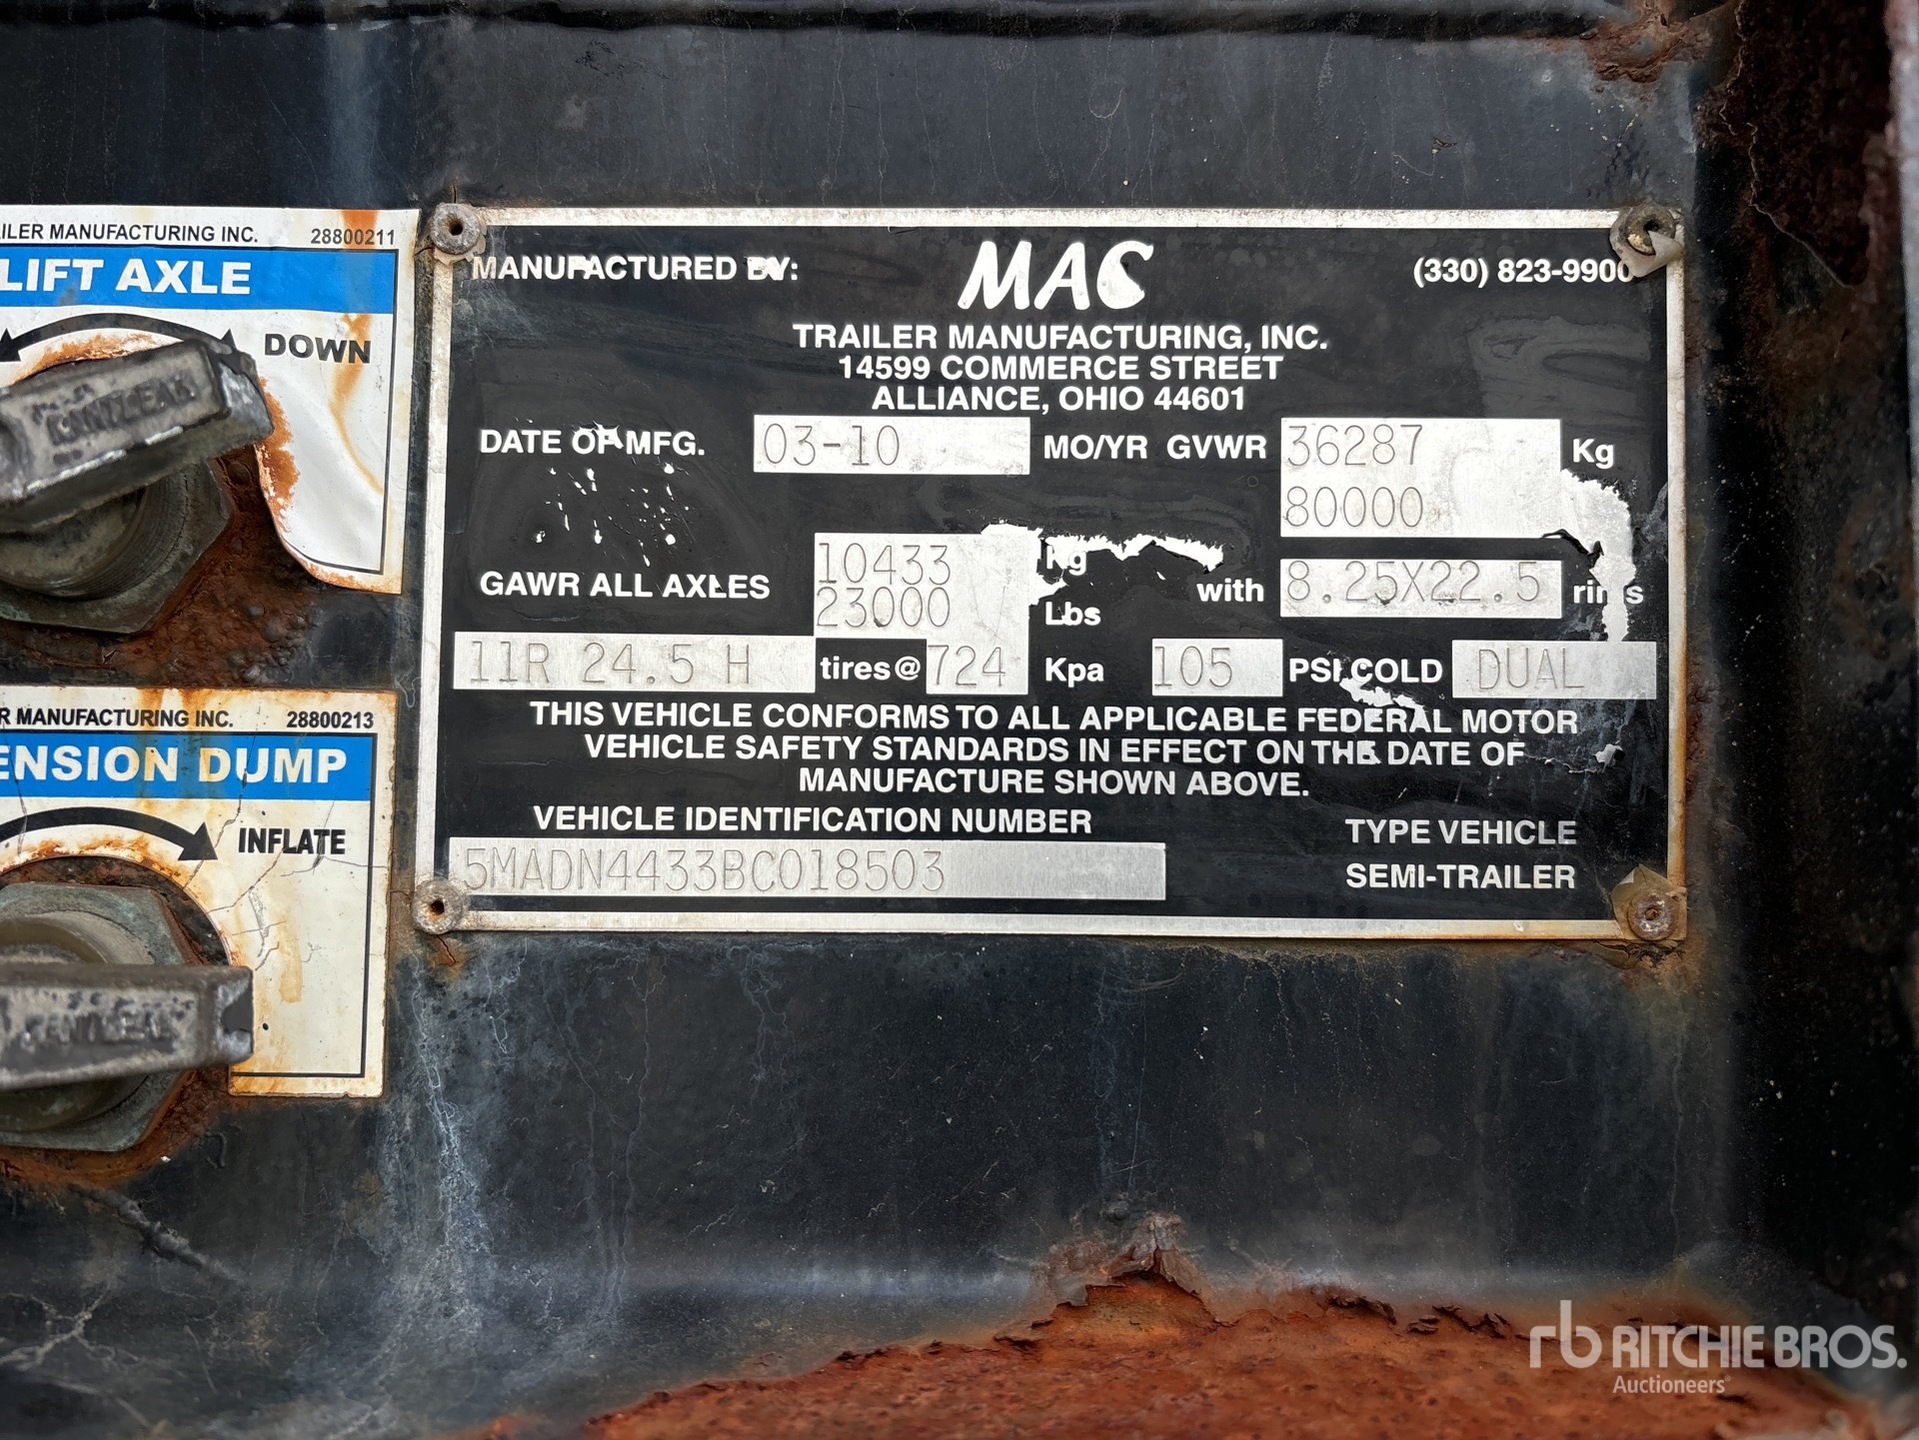 AILER MANUFACTURING INC. 28800211
LIFT AXLE
DOWN
R MANUFACTURING INC. 28800213
ENSION DUMP
INFLATE
MANUFACTURED BY: MAC (330) 823-9900
TRAILER MANUFACTURING, INC.
14599 COMMERCE STREET
ALLIANCE, OHIO 44601
DATE OF MFG. 03-10 MO/YR GVWR 36287 Kg
80000
GAWR ALL AXLES 10433 Kg with 8.25X22.5 rims
23000 Lbs
11R 24.5 H tires@ 724 Kpa 105 PSI COLD DUAL
THIS VEHICLE CONFORMS TO ALL APPLICABLE FEDERAL MOTOR
VEHICLE SAFETY STANDARDS IN EFFECT ON THE DATE OF
MANUFACTURE SHOWN ABOVE.
VEHICLE IDENTIFICATION NUMBER TYPE VEHICLE
5MADN4433BC018503 SEMI-TRAILER
rb RITCHIE BROS.
Auctioneers